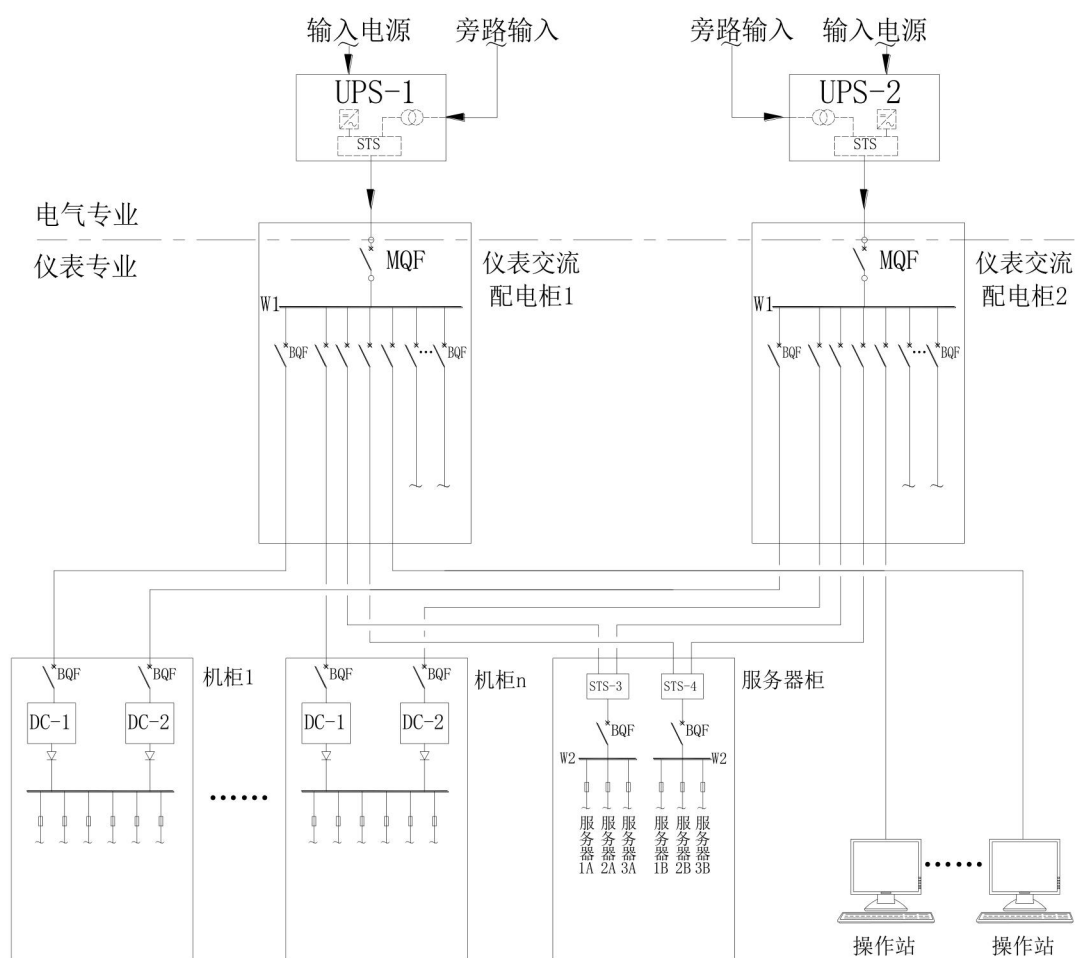 输入电源
旁路输入
旁路输入
输入电源
UPS-1
UPS-2
STS
STS
电气专业
仪表专业
MQF
仪表交流
配电柜1
MQF
仪表交流
配电柜2
W1
W1
BQF
BQF
BQF
BQF
BQF
BQF
机柜1
BQF
BQF
机柜n
STS-3
STS-4
服务器柜
DC-1
DC-2
DC-1
DC-2
BQF
BQF
W2
W2
服务器1A
服务器2A
服务器3A
服务器1B
服务器2B
服务器3B
操作站
操作站